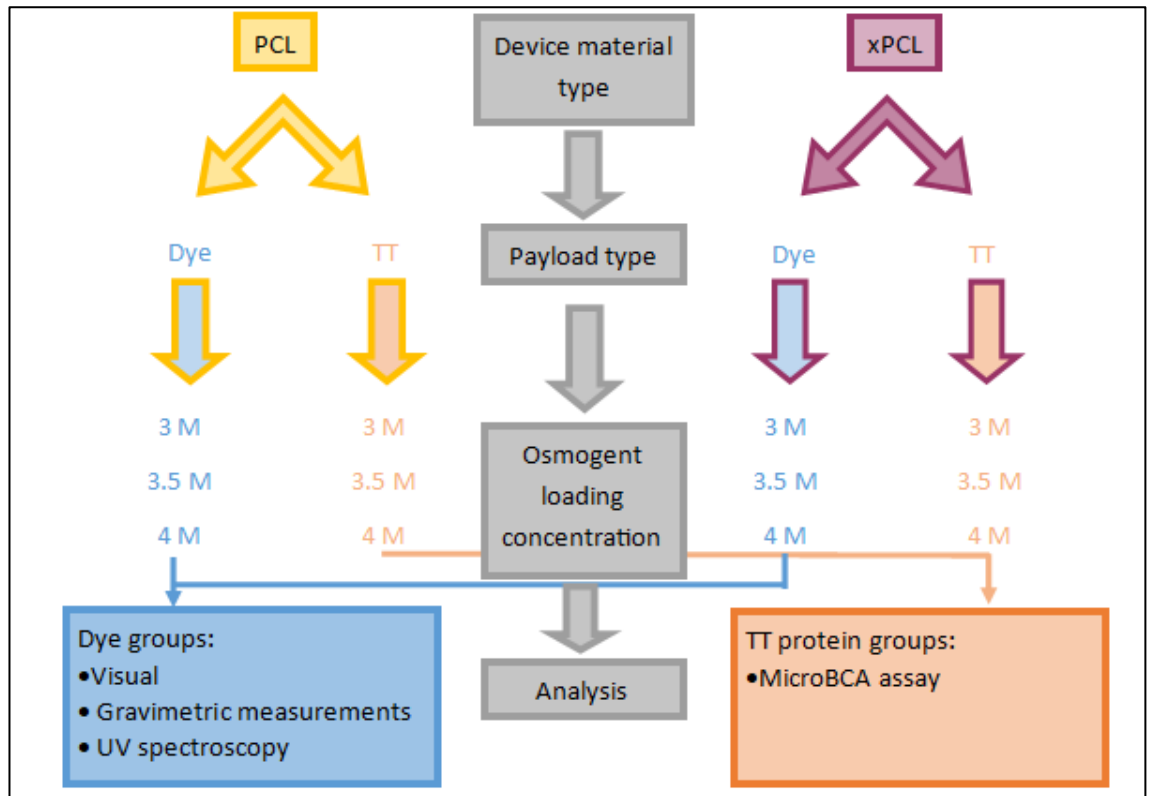 PCL
Device material
type
xPCL
Dye
TT
Payload type
Dye
TT
3 M
3 M
3 M
3 M
3.5 M
3.5 M
3.5 M
3.5 M
4 M
4 M
4 M
4 M
Osmogent
loading
concentration
Dye groups:
•Visual
• Gravimetric measurements
• UV spectroscopy
Analysis
TT protein groups:
•MicroBCA assay